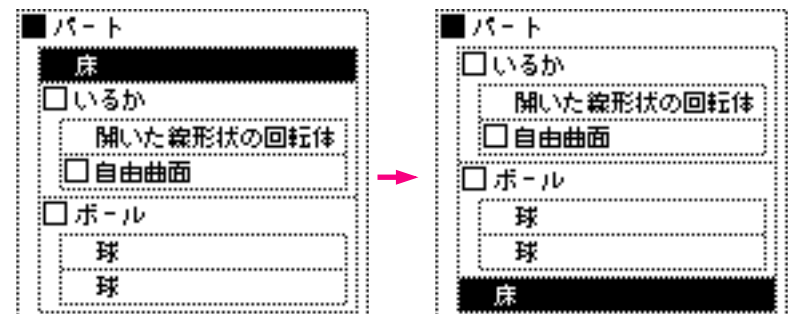 パート
床
いるか
開いた線形状の回転体
自由曲面
ボール
球
球
パート
いるか
開いた線形状の回転体
自由曲面
ボール
球
球
床